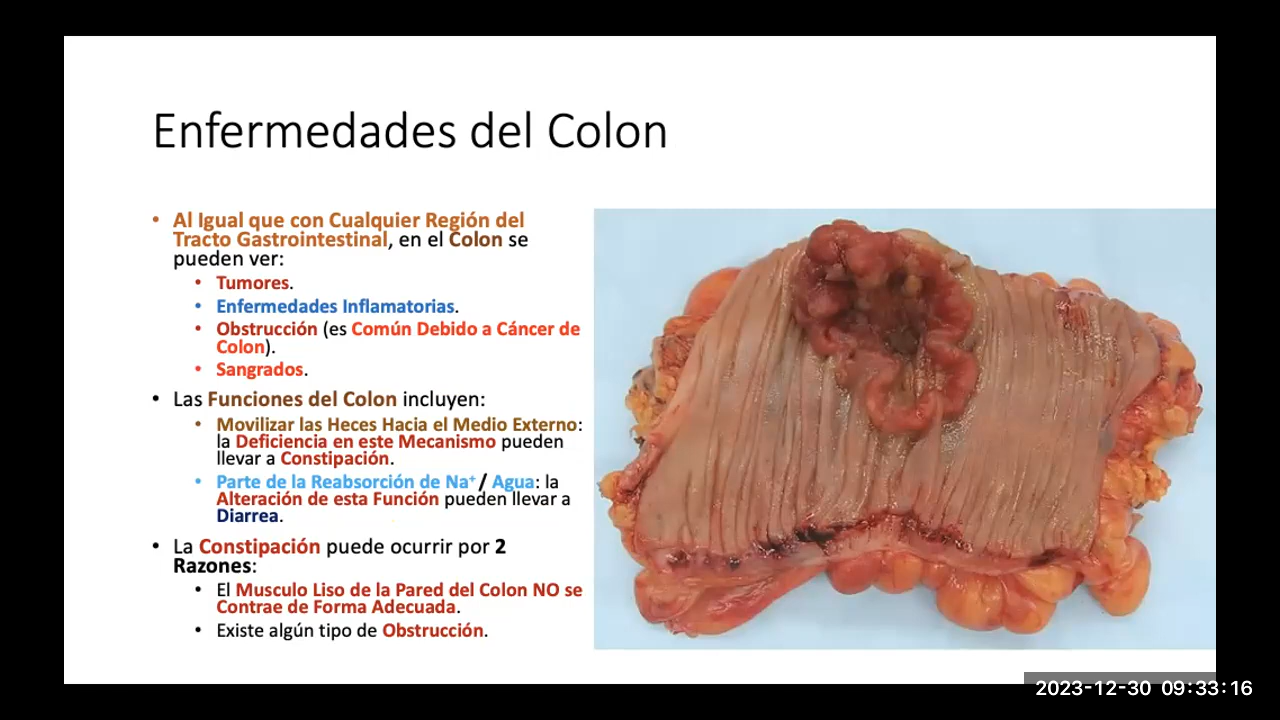 Enfermedades del Colon
• Al Igual que con Cualquier Región del
Tracto Gastrointestinal, en el Colon se
pueden ver:
• Tumores.
• Enfermedades Inflamatorias.
• Obstrucción (es Común Debido a Cáncer de
Colon).
• Sangrados.
• Las Funciones del Colon incluyen:
• Movilizar las Heces Hacia el Medio Externo:
la Deficiencia en este Mecanismo pueden
llevar a Constipación.
• Parte de la Reabsorción de Na⁺ / Agua: la
Alteración de esta Función pueden llevar a
Diarrea.
• La Constipación puede ocurrir por 2
Razones:
• El Musculo Liso de la Pared del Colon NO se
Contrae de Forma Adecuada.
• Existe algún tipo de Obstrucción.
2023-12-30 09:33:16